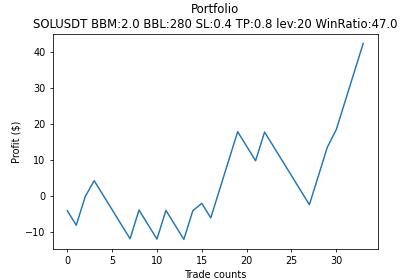 Portfolio
SOLUSDT BBM:2.0 BBL:280 SL:0.4 TP:0.8 lev:20 WinRatio:47.0
Profit ($)
40
30
20
10
0
−10
0 5 10 15 20 25 30
Trade counts